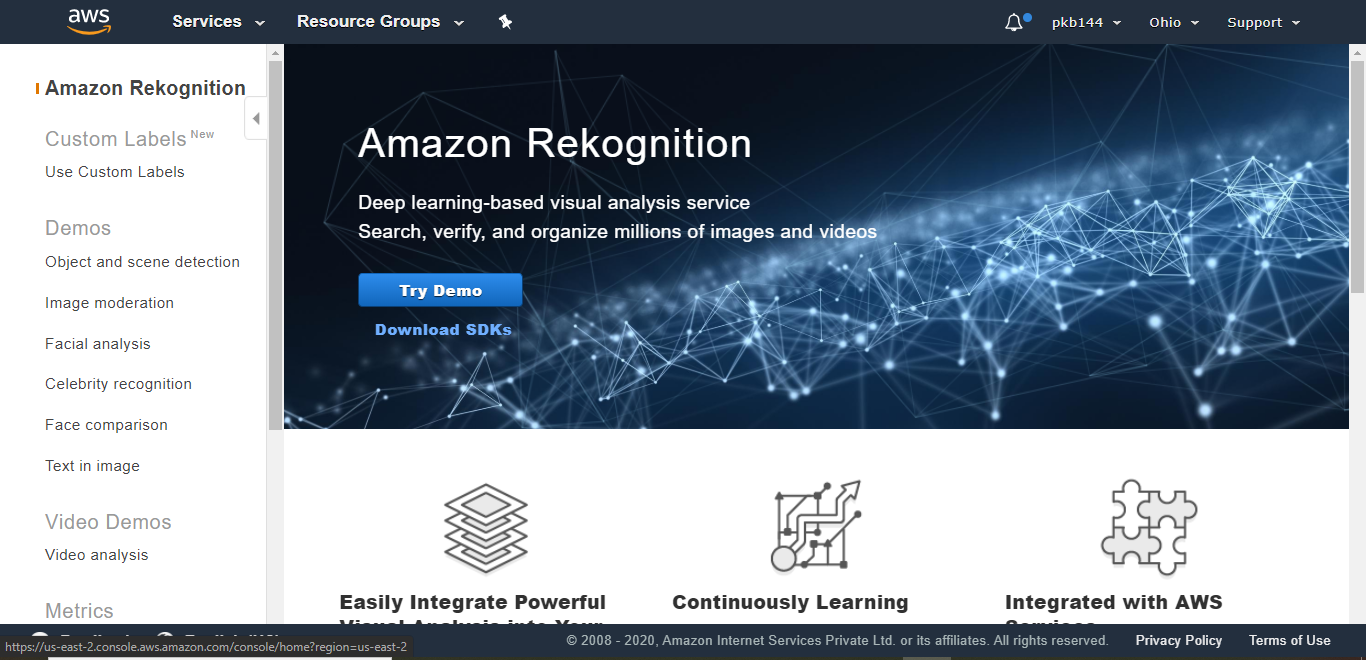 aws Services Resource Groups pkb144 Ohio Support
Amazon Rekognition
Custom Labels New
Use Custom Labels
Demos
Object and scene detection
Image moderation
Facial analysis
Celebrity recognition
Face comparison
Text in image
Video Demos
Video analysis
Metrics
Amazon Rekognition
Deep learning-based visual analysis service
Search, verify, and organize millions of images and videos
Try Demo
Download SDKs
Easily Integrate Powerful
Visual Analysis into Your
Continuously Learning
Integrated with AWS
Services
https://us-east-2.console.aws.amazon.com/console/home?region=us-east-2
© 2008 - 2020, Amazon Internet Services Private Ltd. or its affiliates. All rights reserved. Privacy Policy Terms of Use